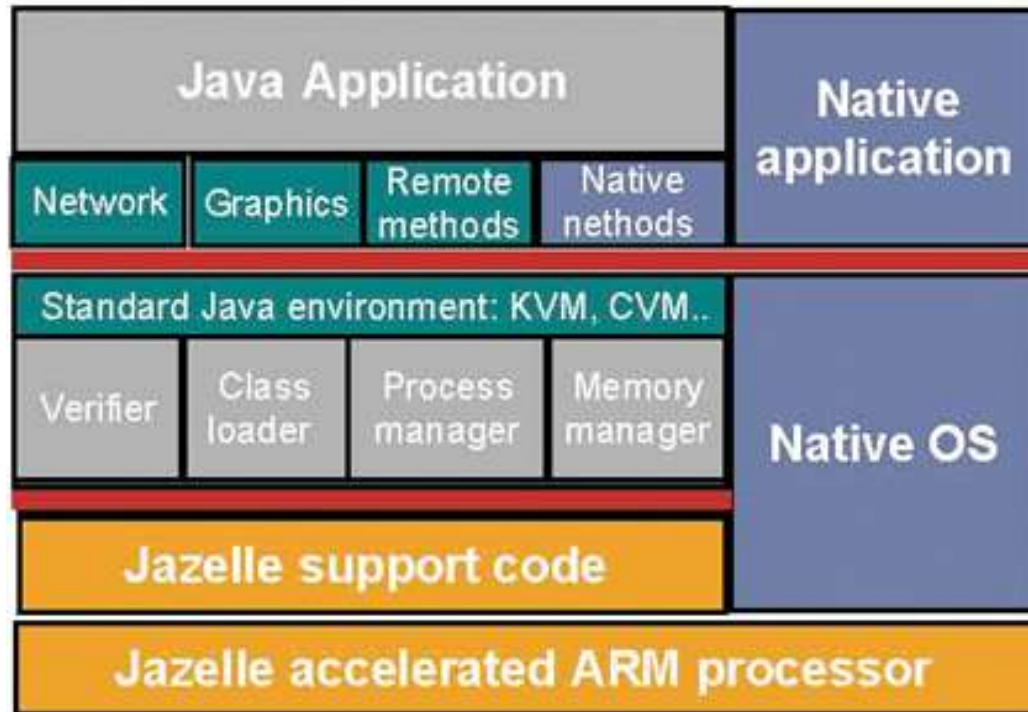 Java Application
Native
application
Network
Graphics
Remote
methods
Native
nethods
Standard Java environment: KVM, CVM..
Verifier
Class
loader
Process
manager
Memory
manager
Native OS
Jazelle support code
Jazelle accelerated ARM processor